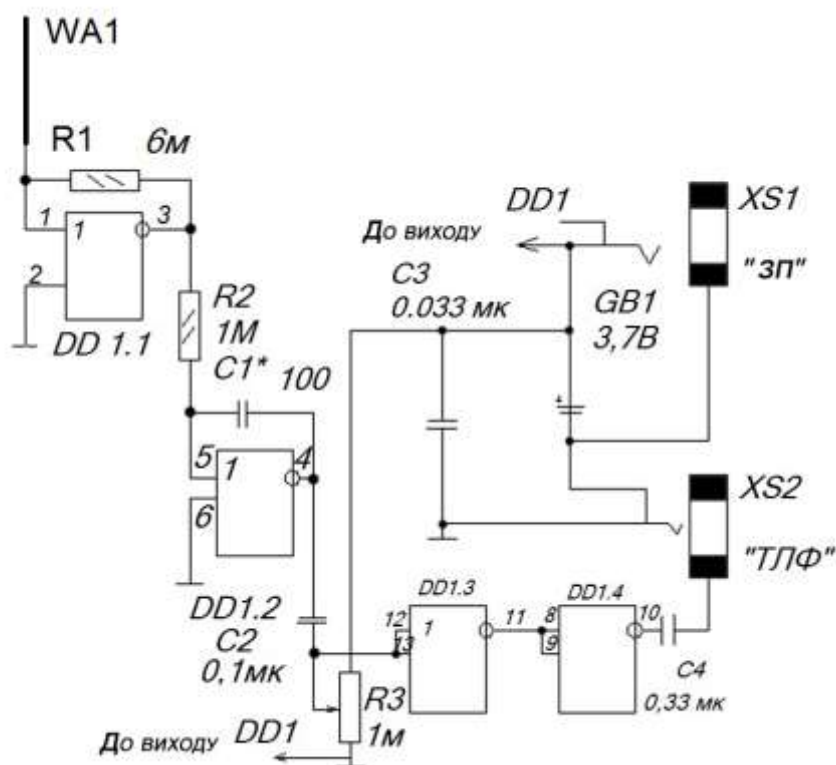 WA1
R1 6м
1 1 3
2
DD 1.1
R2
1М
C1* 100
До виходу DD1
C3
0.033 мк
GB1
3,7В
XS1
"ЗП"
5 1 4
6
DD1.2
C2
0,1мк
XS2
"ТЛФ"
DD1.3
12 1 11
13
DD1.4
8 10
9
C4
0,33 мк
R3
1м
До виходу DD1